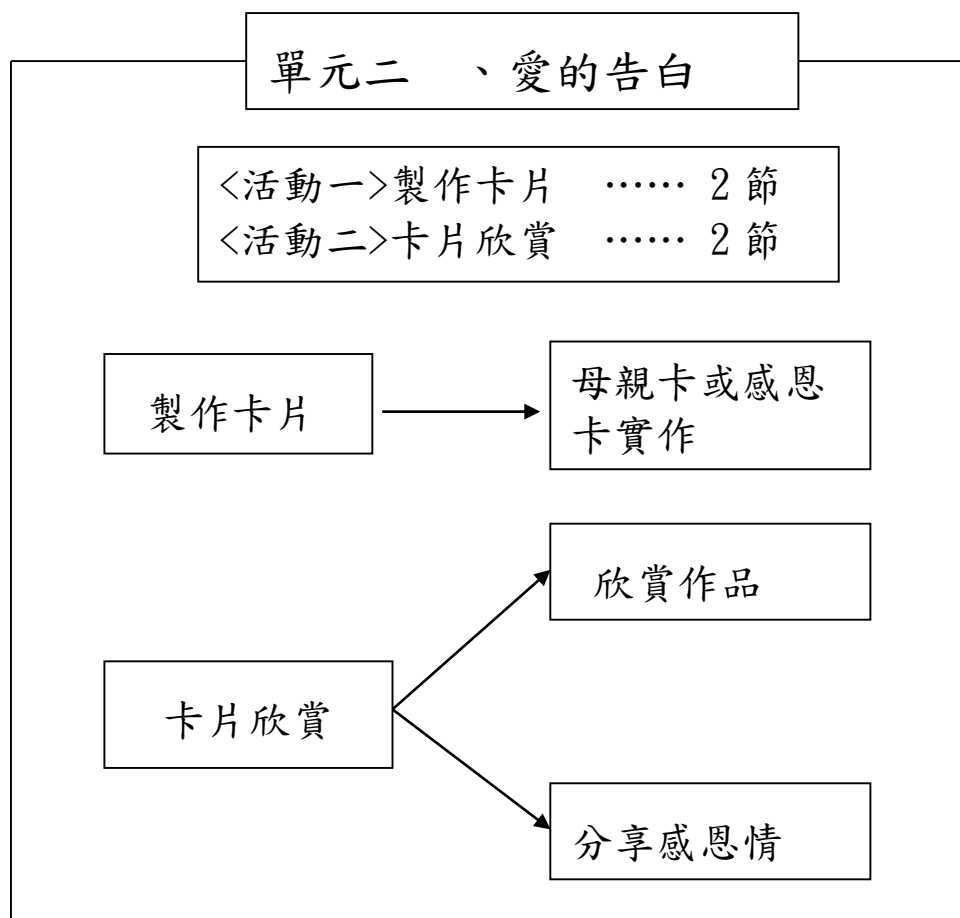 單元二　、愛的告白
<活動一>製作卡片　…… 2 節
<活動二>卡片欣賞　…… 2 節
製作卡片
母親卡或感恩
卡實作
欣賞作品
卡片欣賞
分享感恩情